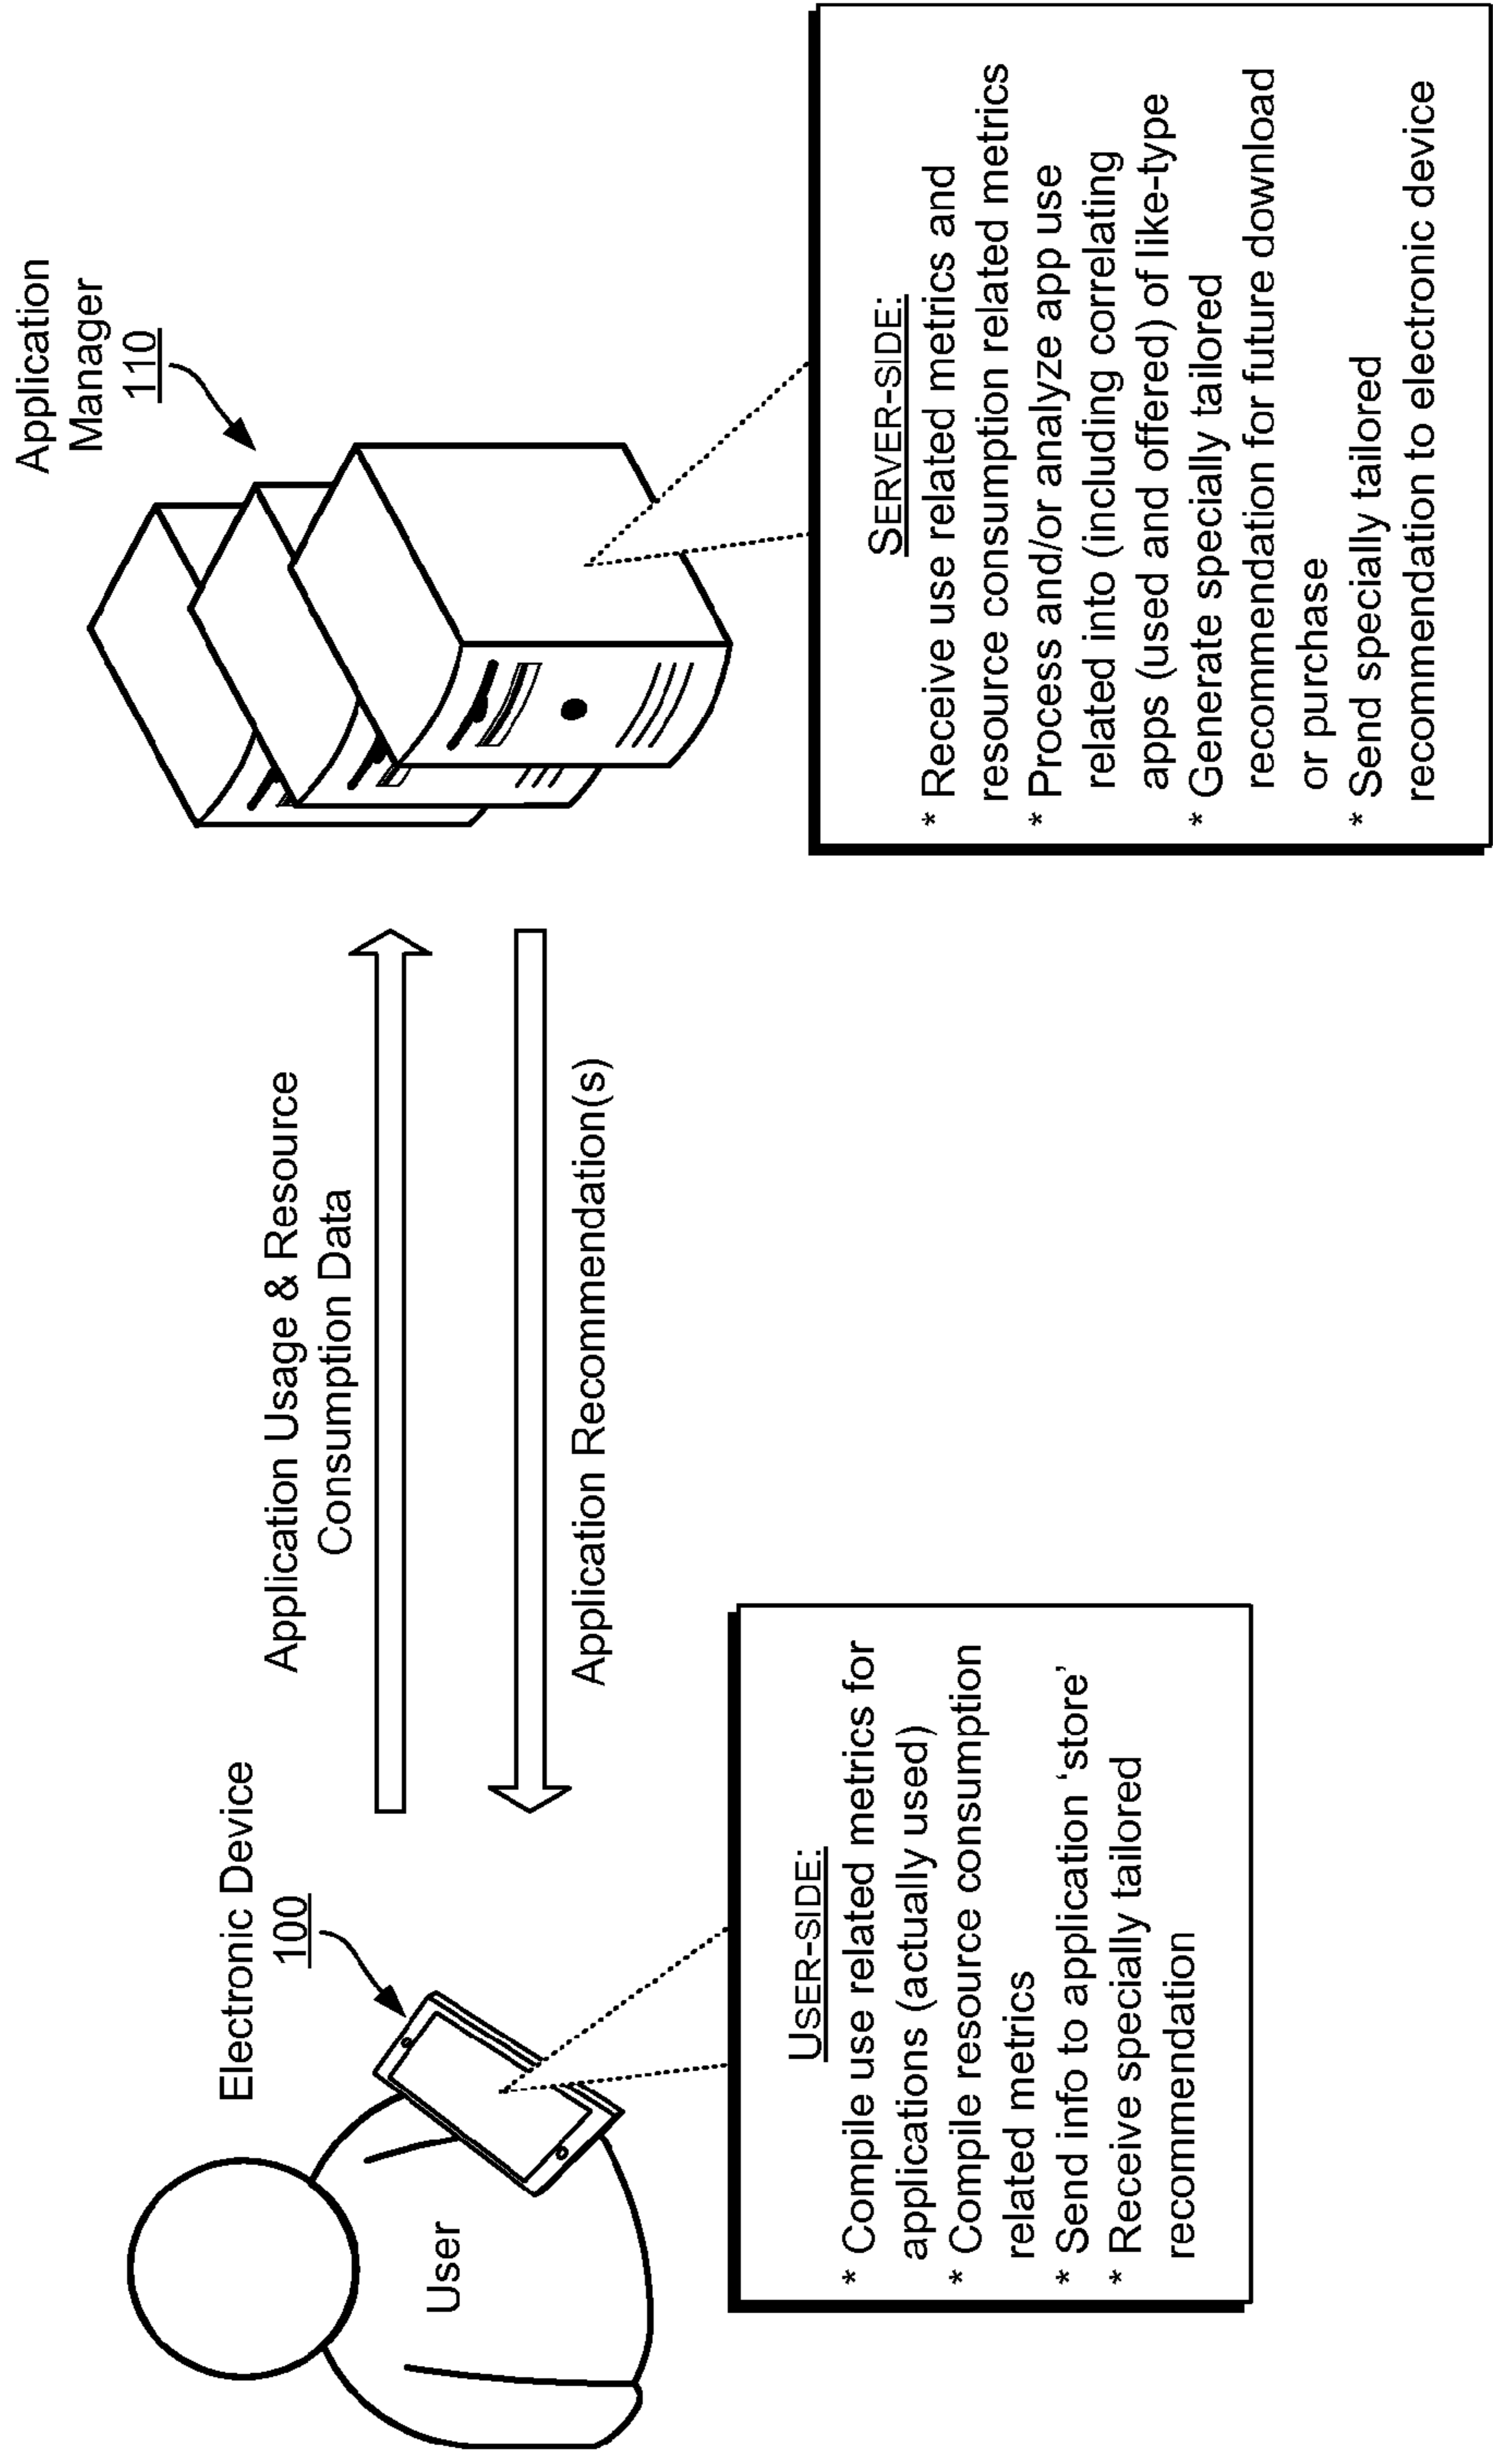 Electronic Device
100
User
Application Usage & Resource
Consumption Data
Application Recommendation(s)
Application
Manager
110
USER-SIDE:
* Compile use related metrics for
applications (actually used)
* Compile resource consumption
related metrics
* Send info to application ‘store’
* Receive specially tailored
recommendation
SERVER-SIDE:
* Receive use related metrics and
resource consumption related metrics
* Process and/or analyze app use
related into (including correlating
apps (used and offered) of like-type
* Generate specially tailored
recommendation for future download
or purchase
* Send specially tailored
recommendation to electronic device